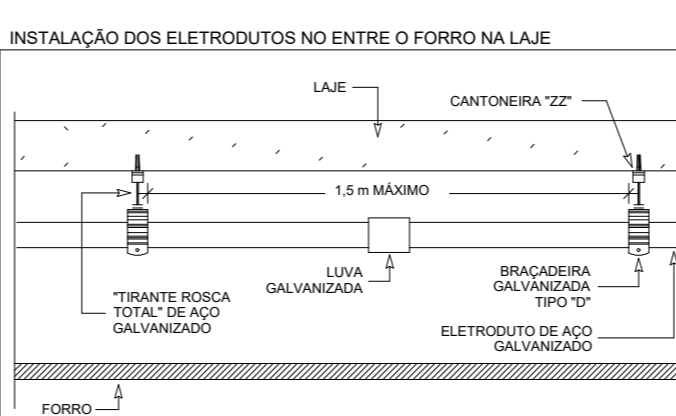 INSTALAÇÃO DOS ELETRODUTOS NO ENTRE O FORRO NA LAJE
LAJE
CANTONEIRA "ZZ"
1,5 m MÁXIMO
LUVA
GALVANIZADA
BRAÇADEIRA
GALVANIZADA
TIPO "D"
"TIRANTE ROSCA
TOTAL" DE AÇO
GALVANIZADO
ELETRODUTO DE AÇO
GALVANIZADO
FORRO